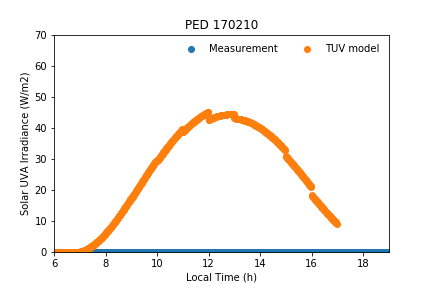 PED 170210
Measurement
TUV model
Solar UVA Irradiance (W/m2)
70
60
50
40
30
20
10
0
6 8 10 12 14 16 18
Local Time (h)